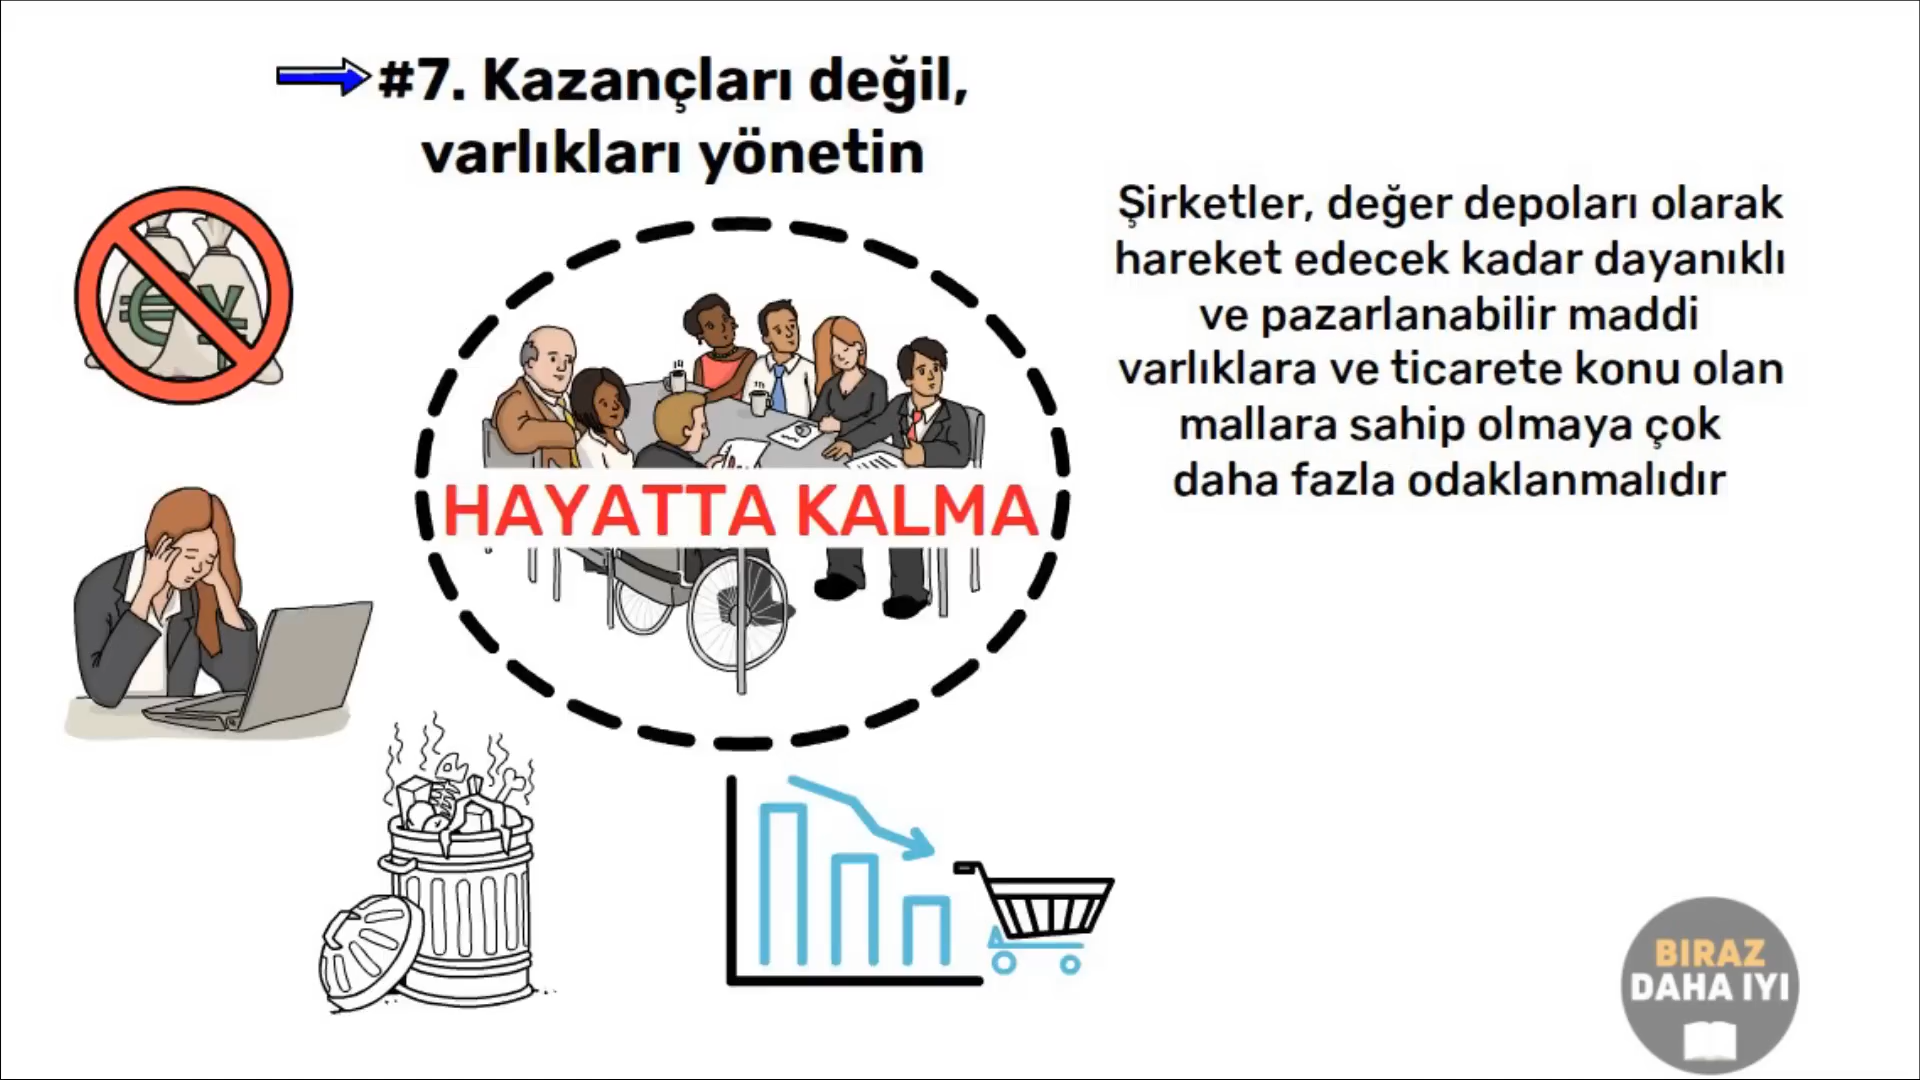 #7. Kazançları değil,
varlıkları yönetin
Şirketler, değer depoları olarak
hareket edecek kadar dayanıklı
ve pazarlanabilir maddi
varlıklara ve ticarete konu olan
mallara sahip olmaya çok
daha fazla odaklanmalıdır
HAYATTA KALMA
BIRAZ
DAHA IYI